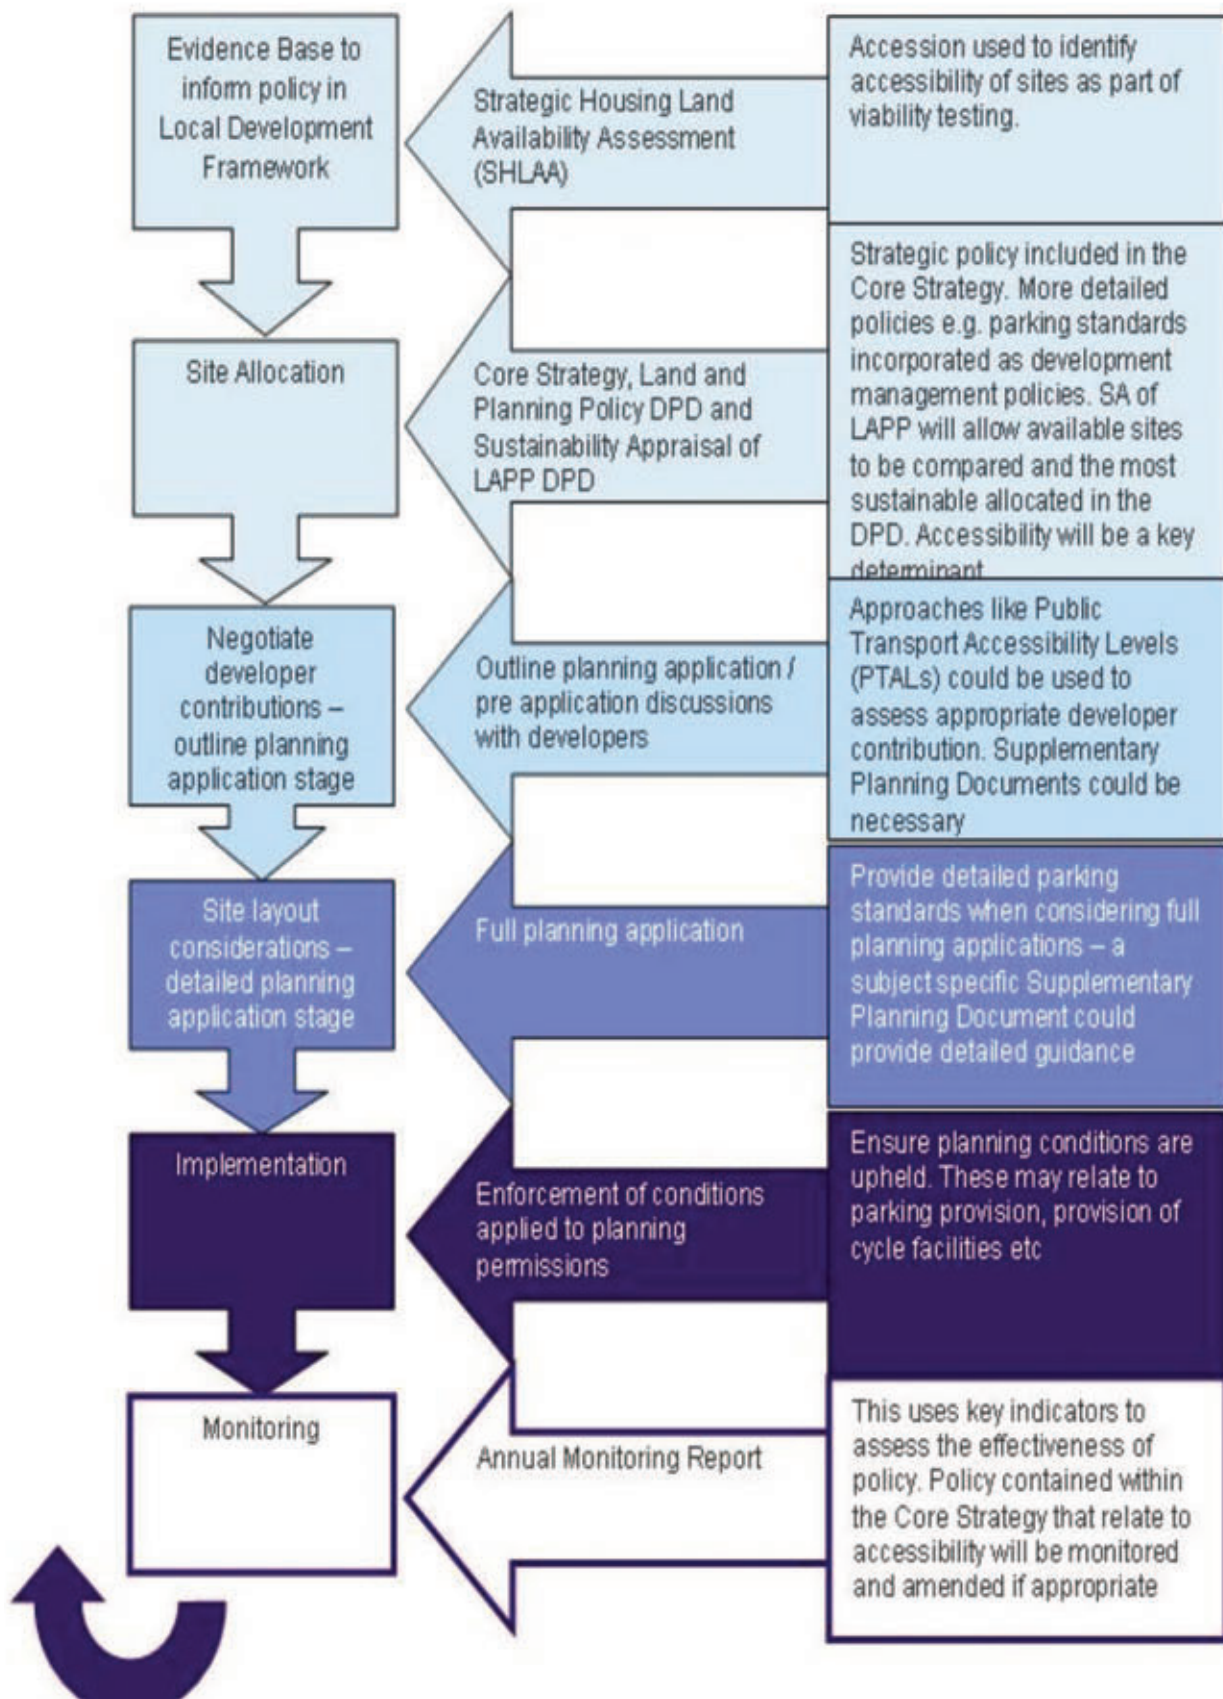 Evidence Base to
inform policy in
Local Development
Framework
Strategic Housing Land
Availability Assessment
(SHLAA)
Accession used to identify
accessibility of sites as part of
viability testing.
Site Allocation
Core Strategy, Land and
Planning Policy DPD and
Sustainability Appraisal of
LAPP DPD
Strategic policy included in the
Core Strategy. More detailed
policies e.g. parking standards
incorporated as development
management policies. SA of
LAPP will allow available sites
to be compared and the most
sustainable allocated in the
DPD. Accessibility will be a key
determinant
Negotiate
developer
contributions –
outline planning
application stage
Outline planning application /
pre application discussions
with developers
Approaches like Public
Transport Accessibility Levels
(PTALs) could be used to
assess appropriate developer
contribution. Supplementary
Planning Documents could be
necessary
Site layout
considerations –
detailed planning
application stage
Full planning application
Provide detailed parking
standards when considering full
planning applications – a
subject specific Supplementary
Planning Document could
provide detailed guidance
Implementation
Enforcement of conditions
applied to planning
permissions
Ensure planning conditions are
upheld. These may relate to
parking provision, provision of
cycle facilities etc
Monitoring
Annual Monitoring Report
This uses key indicators to
assess the effectiveness of
policy. Policy contained within
the Core Strategy that relate to
accessibility will be monitored
and amended if appropriate